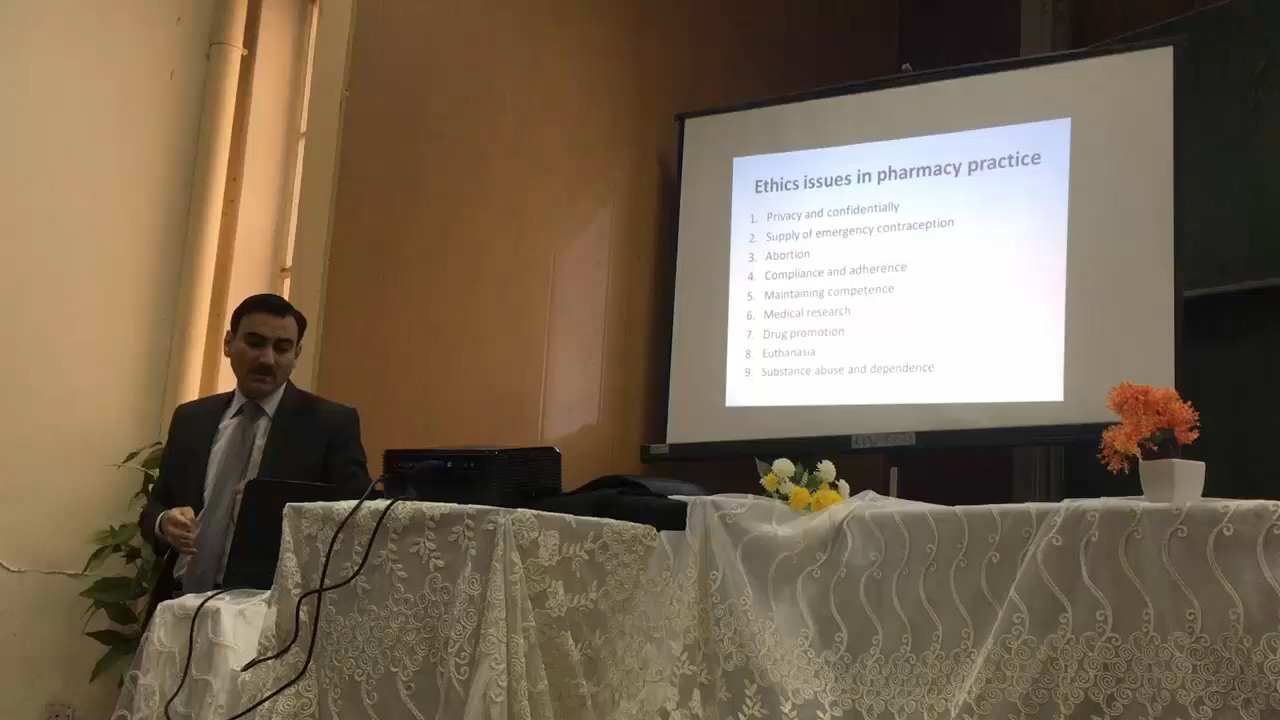 Ethics issues in pharmacy practice
1. Privacy and confidentially
2. Supply of emergency contraception
3. Abortion
4. Compliance and adherence
5. Maintaining competence
6. Medical research
7. Drug promotion
8. Euthanasia
9. Substance abuse and dependence